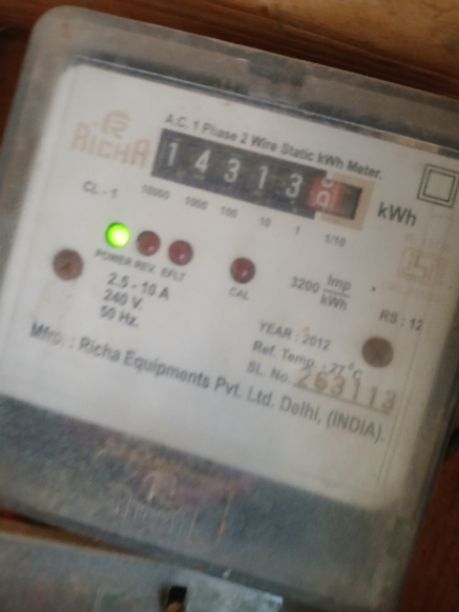 A.C. 1 Phase 2 Wire Static kWh Meter.
RICHA
1 4 3 1 3
kWh
CL - 1
10000 1000 100 10 1 1/10
POWER REV. EFLT
CAL
3200 Imp/kWh
2.5 - 10 A
240 V.
50 Hz.
RS : 12
YEAR : 2012
Ref. Temp. : 27°C
SL. No. 263113
Mfrs. : Richa Equipments Pvt. Ltd. Delhi, (INDIA).